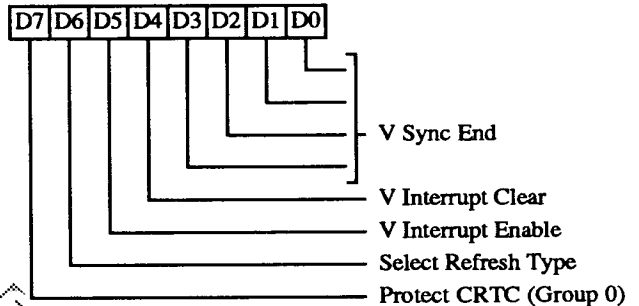 D7 D6 D5 D4 D3 D2 D1 D0
V Sync End
V Interrupt Clear
V Interrupt Enable
Select Refresh Type
Protect CRTC (Group 0)